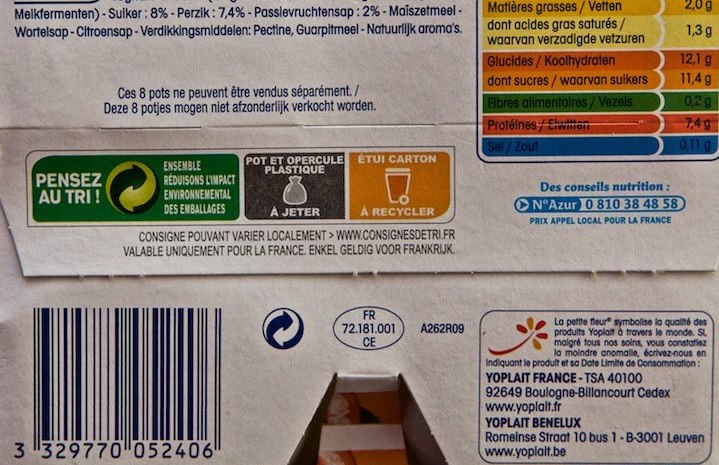 Melkfermenten) - Suiker : 8% - Perzik : 7,4% - Passievruchtensap : 2% - Maïszetmeel -
Wortelsap - Citroensap - Verdikkingsmiddelen: Pectine, Guarpitmeel - Natuurlijk aroma's.
Matières grasses / Vetten 2,0 g
dont acides gras saturés /
waarvan verzadigde vetzuren 1,3 g
Glucides / Koolhydraten 12,1 g
dont sucres / waarvan suikers 11,4 g
Fibres alimentaires / Vezels 0,2 g
Protéines / Eiwitten 7,4 g
Sel / Zout 0,11 g
Ces 8 pots ne peuvent être vendus séparément. /
Deze 8 potjes mogen niet afzonderlijk verkocht worden.
PENSEZ
AU TRI !
ENSEMBLE
RÉDUISONS L'IMPACT
ENVIRONNEMENTAL
DES EMBALLAGES
POT ET OPERCULE
PLASTIQUE
À JETER
ÉTUI CARTON
À RECYCLER
CONSIGNE POUVANT VARIER LOCALEMENT > WWW.CONSIGNESDETRI.FR
VALABLE UNIQUEMENT POUR LA FRANCE. ENKEL GELDIG VOOR FRANKRIJK.
Des conseils nutrition :
N°Azur 0 810 38 48 58
PRIX APPEL LOCAL POUR LA FRANCE
3 329770 052406
FR
72.181.001
CE
A262R09
La petite fleur® symbolise la qualité des
produits Yoplait à travers le monde. Si,
malgré tous nos soins, vous constatiez
la moindre anomalie, écrivez-nous en
indiquant le produit et sa Date Limite de Consommation :
YOPLAIT FRANCE - TSA 40100
92649 Boulogne-Billancourt Cedex
www.yoplait.fr
YOPLAIT BENELUX
Romeinse Straat 10 bus 1 - B-3001 Leuven
www.yoplait.be